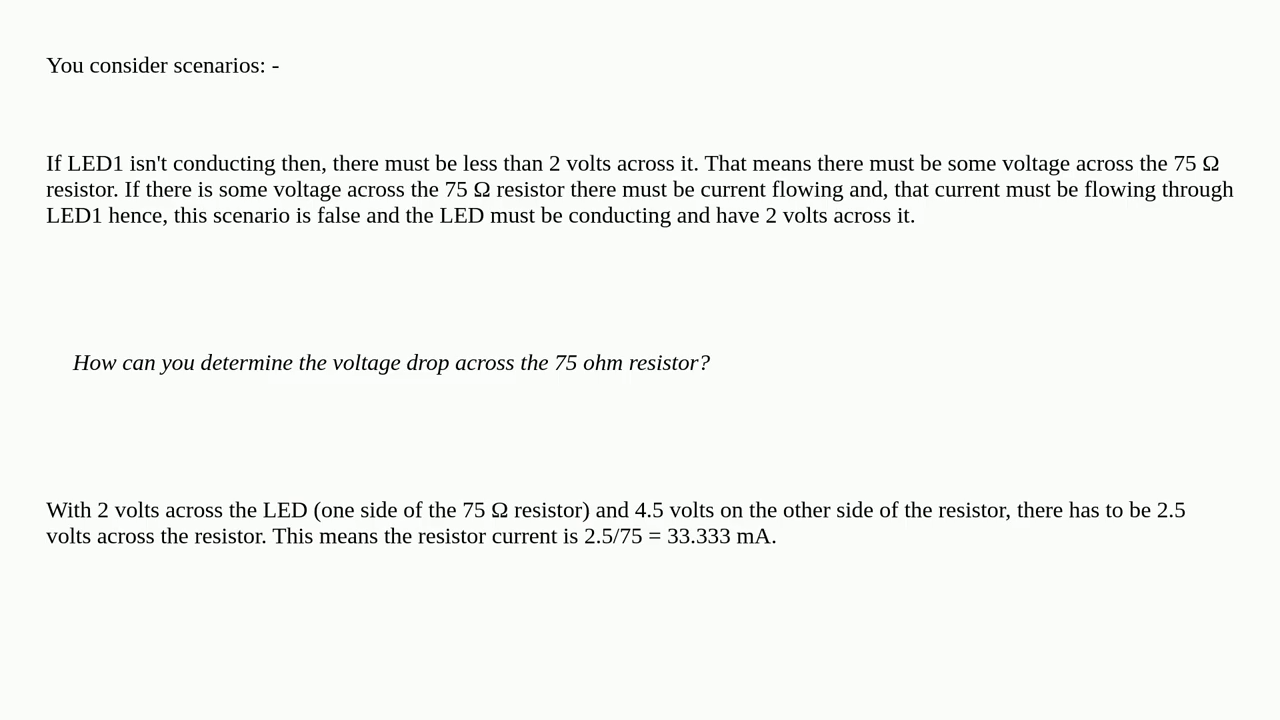 You consider scenarios: -
If LED1 isn't conducting then, there must be less than 2 volts across it. That means there must be some voltage across the 75 Ω
resistor. If there is some voltage across the 75 Ω resistor there must be current flowing and, that current must be flowing through
LED1 hence, this scenario is false and the LED must be conducting and have 2 volts across it.
How can you determine the voltage drop across the 75 ohm resistor?
With 2 volts across the LED (one side of the 75 Ω resistor) and 4.5 volts on the other side of the resistor, there has to be 2.5
volts across the resistor. This means the resistor current is 2.5/75 = 33.333 mA.